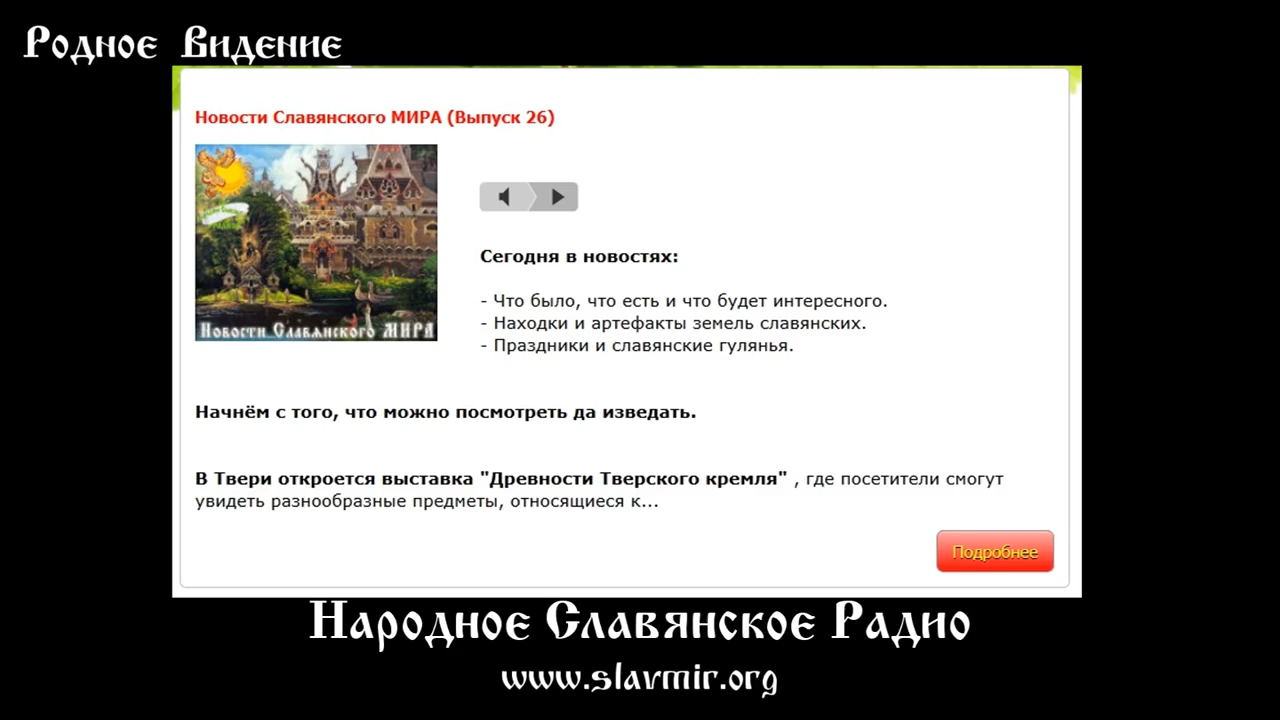 Родное Видение
Новости Славянского МИРА (Выпуск 26)
Новости Славянского МИРА
Сегодня в новостях:
- Что было, что есть и что будет интересного.
- Находки и артефакты земель славянских.
- Праздники и славянские гулянья.
Начнём с того, что можно посмотреть да изведать.
В Твери откроется выставка "Древности Тверского кремля" , где посетители смогут
увидеть разнообразные предметы, относящиеся к...
Подробнее
Народное Славянское Радио
www.slavmir.org